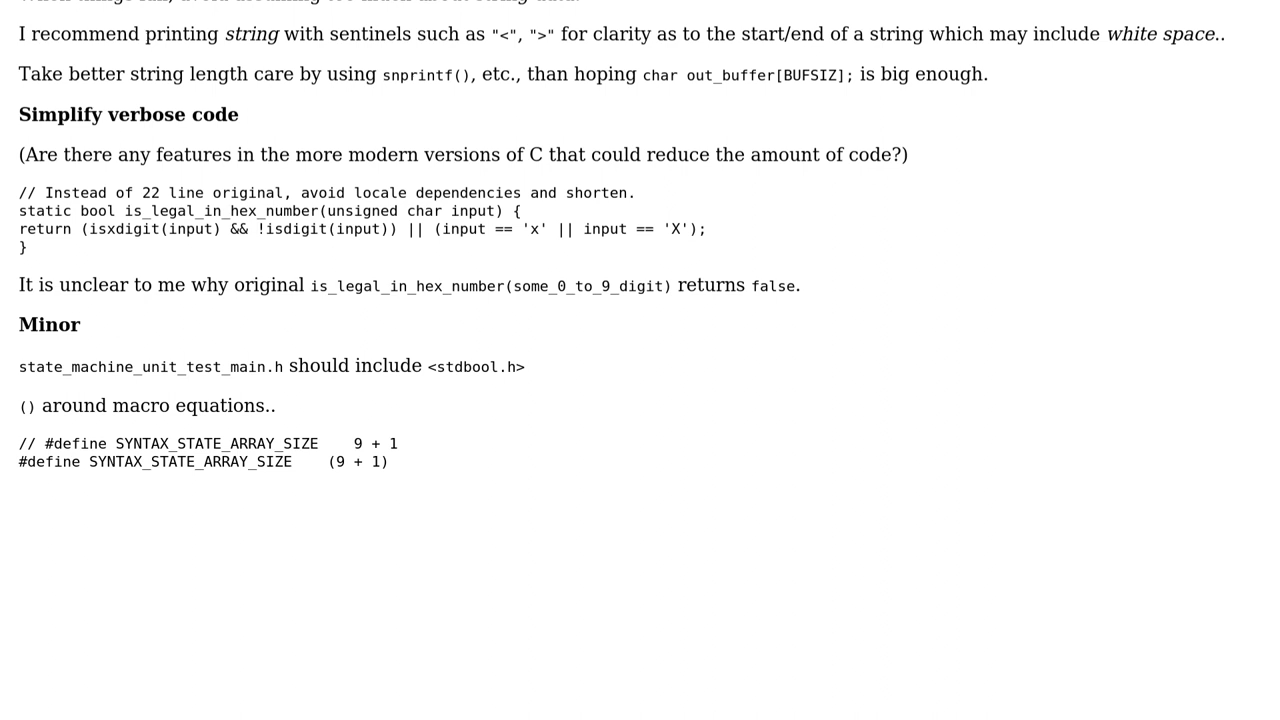 I recommend printing string with sentinels such as "<", ">" for clarity as to the start/end of a string which may include white space..
Take better string length care by using snprintf(), etc., than hoping char out_buffer[BUFSIZ]; is big enough.
Simplify verbose code
(Are there any features in the more modern versions of C that could reduce the amount of code?)
// Instead of 22 line original, avoid locale dependencies and shorten.
static bool is_legal_in_hex_number(unsigned char input) {
return (isxdigit(input) && !isdigit(input)) || (input == 'x' || input == 'X');
}
It is unclear to me why original is_legal_in_hex_number(some_0_to_9_digit) returns false.
Minor
state_machine_unit_test_main.h should include <stdbool.h>
() around macro equations..
// #define SYNTAX_STATE_ARRAY_SIZE    9 + 1
#define SYNTAX_STATE_ARRAY_SIZE    (9 + 1)